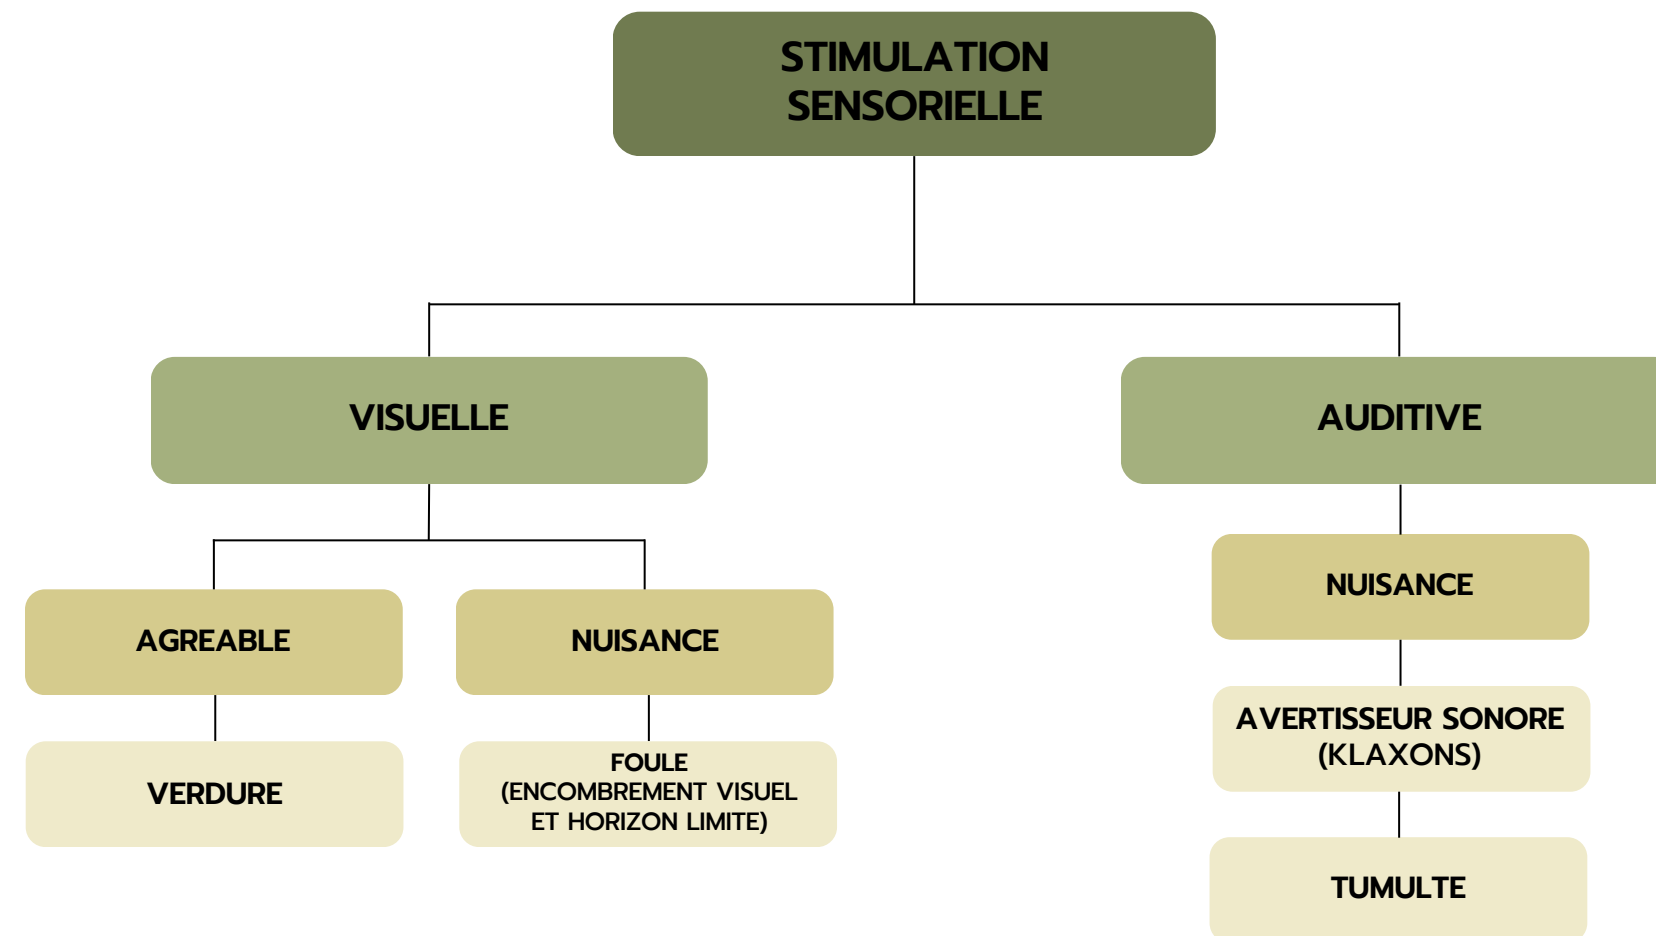 STIMULATION
SENSORIELLE
VISUELLE
AUDITIVE
AGREABLE
NUISANCE
NUISANCE
VERDURE
FOULE
(ENCOMBREMENT VISUEL
ET HORIZON LIMITE)
AVERTISSEUR SONORE
(KLAXONS)
TUMULTE